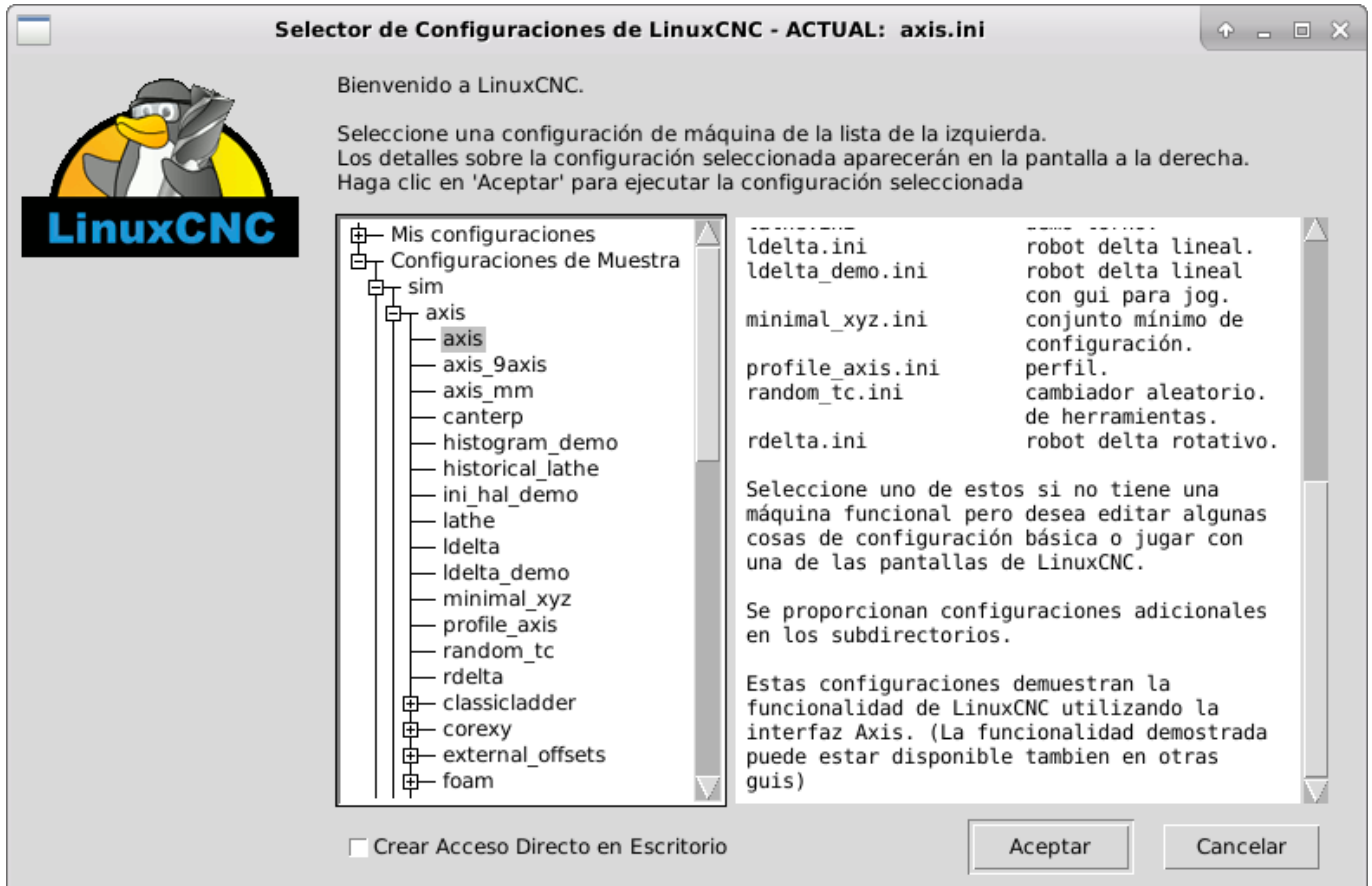 Selector de Configuraciones de LinuxCNC - ACTUAL: axis.ini
Bienvenido a LinuxCNC.
Seleccione una configuración de máquina de la lista de la izquierda.
Los detalles sobre la configuración seleccionada aparecerán en la pantalla a la derecha.
Haga clic en 'Aceptar' para ejecutar la configuración seleccionada
LinuxCNC
Mis configuraciones
Configuraciones de Muestra
sim
axis
axis
axis_9axis
axis_mm
canterp
histogram_demo
historical_lathe
ini_hal_demo
lathe
ldelta
ldelta_demo
minimal_xyz
profile_axis
random_tc
rdelta
classicladder
corexy
external_offsets
foam
ldelta.ini robot delta lineal.
ldelta_demo.ini robot delta lineal
con gui para jog.
minimal_xyz.ini conjunto mínimo de
configuración.
profile_axis.ini perfil.
random_tc.ini cambiador aleatorio.
de herramientas.
rdelta.ini robot delta rotativo.
Seleccione uno de estos si no tiene una
máquina funcional pero desea editar algunas
cosas de configuración básica o jugar con
una de las pantallas de LinuxCNC.
Se proporcionan configuraciones adicionales
en los subdirectorios.
Estas configuraciones demuestran la
funcionalidad de LinuxCNC utilizando la
interfaz Axis. (La funcionalidad demostrada
puede estar disponible tambien en otras
guis)
Crear Acceso Directo en Escritorio
Aceptar
Cancelar